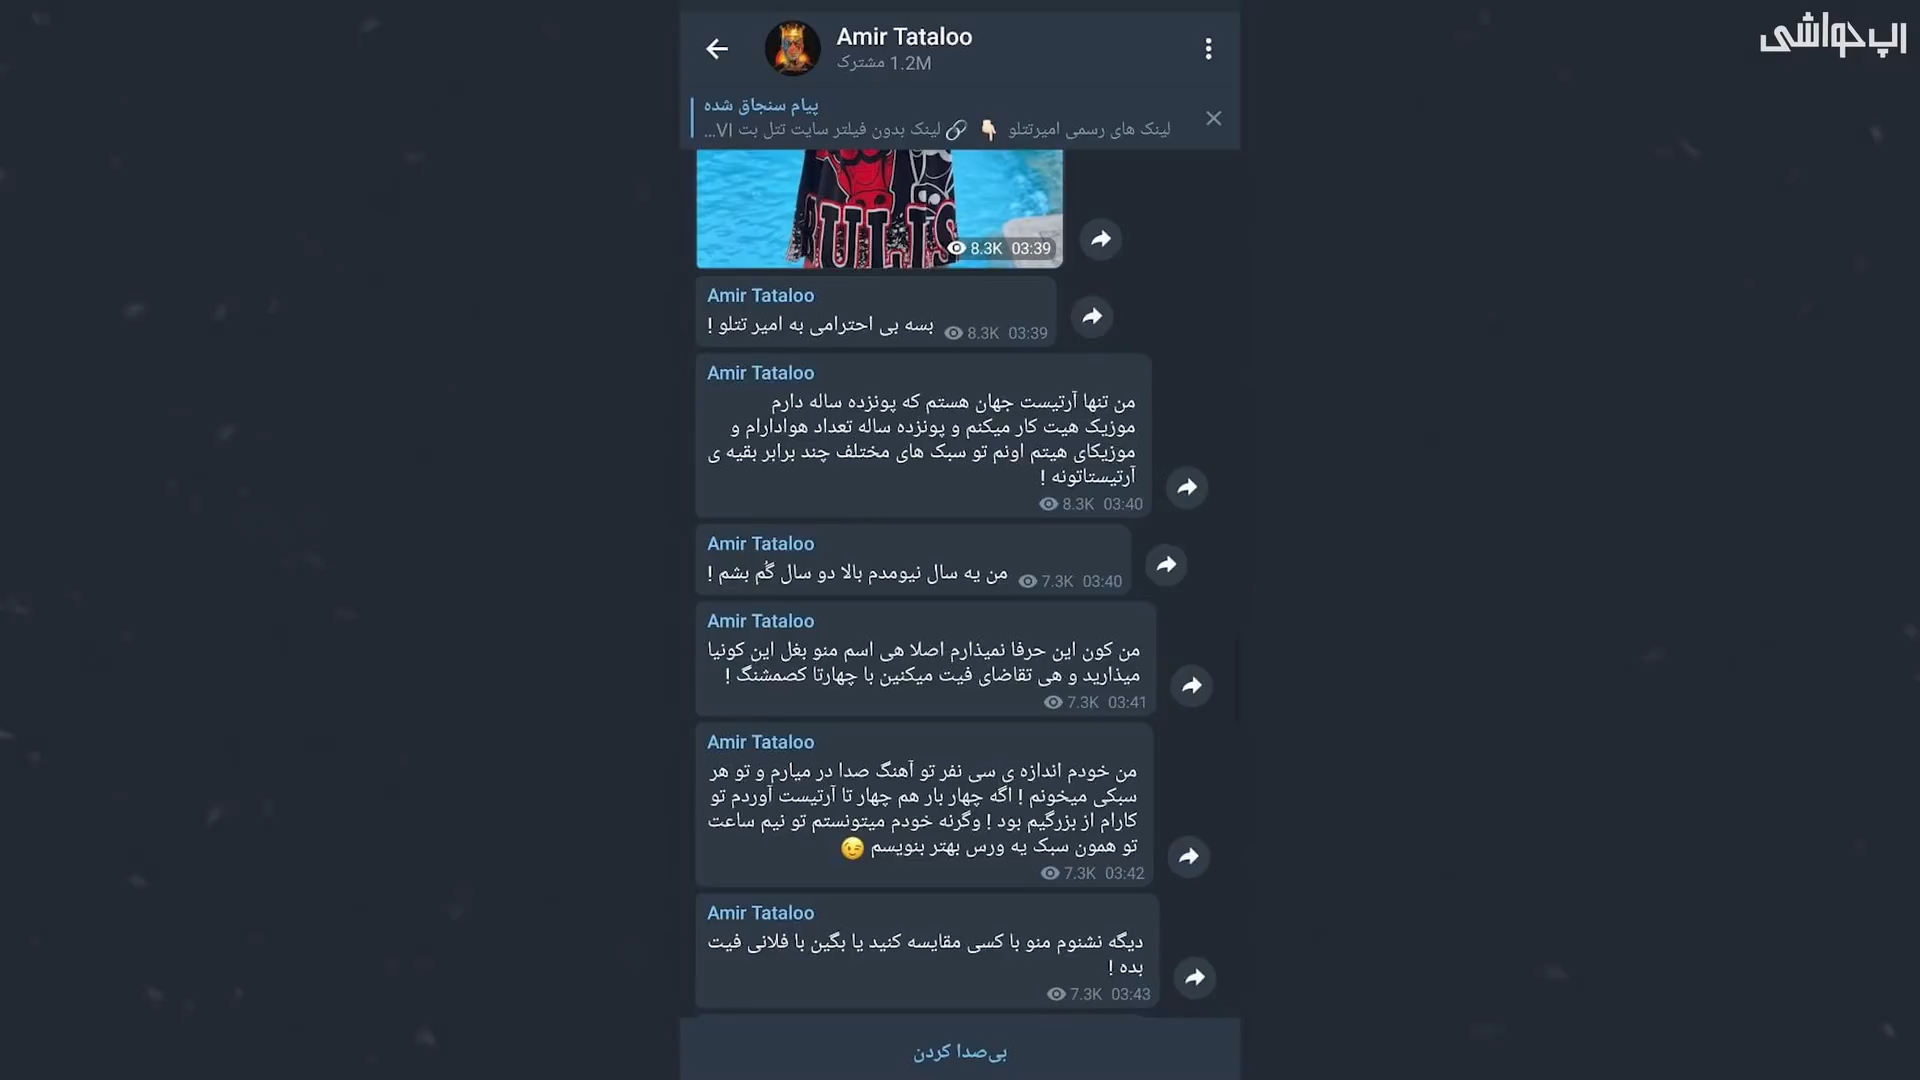 رپ‌حواشی
Amir Tataloo
1.2M مشترک
پیام سنجاق شده
لینک های رسمی امیرتتلو 👇🏻 🔗 لینک بدون فیلتر سایت تتل بت VI...
BULLS
8.3K 03:39
Amir Tataloo
بسه بی احترامی به امیر تتلو !
8.3K 03:39
Amir Tataloo
من تنها آرتیست جهان هستم که پونزده ساله دارم
موزیک هیت کار میکنم و پونزده ساله تعداد هوادارام و
موزیکای هیتم اونم تو سبک های مختلف چند برابر بقیه ی
آرتیستاتونه !
8.3K 03:40
Amir Tataloo
من یه سال نیومدم بالا دو سال گُم بشم !
7.3K 03:40
Amir Tataloo
من کون این حرفا نمیذارم اصلا هی اسم منو بغل این کونیا
میذارید و هی تقاضای فیت میکنین با چهارتا کصمشنگ !
7.3K 03:41
Amir Tataloo
من خودم اندازه ی سی نفر تو آهنگ صدا در میارم و تو هر
سبکی میخونم ! اگه چهار بار هم چهار تا آرتیست آوردم تو
کارام از بزرگیم بود ! وگرنه خودم میتونستم تو نیم ساعت
تو همون سبک یه ورس بهتر بنویسم 😉
7.3K 03:42
Amir Tataloo
دیگه نشنوم منو با کسی مقایسه کنید یا بگین با فلانی فیت
بده !
7.3K 03:43
بی‌صدا کردن